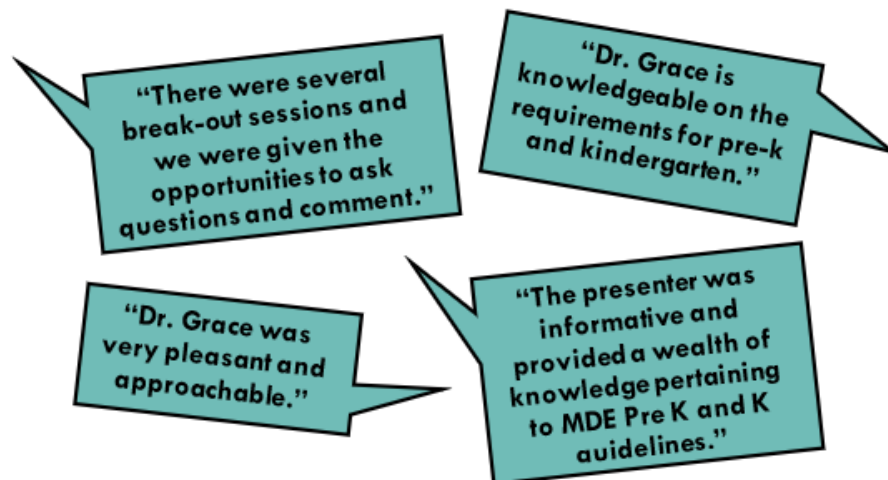 “There were several
break-out sessions and
we were given the
opportunities to ask
questions and comment.”
“Dr. Grace is
knowledgeable on the
requirements for pre-k
and kindergarten.”
“Dr. Grace was
very pleasant and
approachable.”
“The presenter was
informative and
provided a wealth of
knowledge pertaining
to MDE Pre K and K
guidelines.”